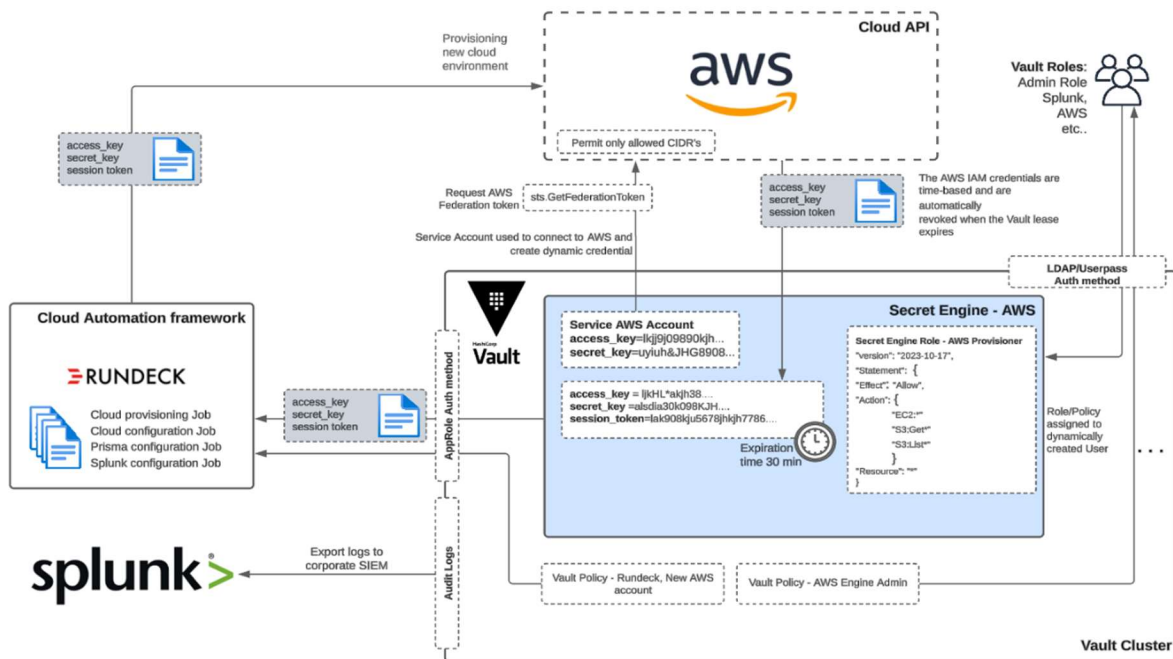 Cloud API
aws
Provisioning
new cloud
environment
Vault Roles:
Admin Role
Splunk,
AWS
etc..
access_key
secret_key
session token
Permit only allowed CIDR's
Request AWS
Federation token
sts.GetFederationToken
access_key
secret_key
session token
The AWS IAM credentials are
time-based and are
automatically
revoked when the Vault lease
expires
Service Account used to connect to AWS and
create dynamic credential
LDAP/Userpass
Auth method
Cloud Automation framework
RUNDECK
Cloud provisioning Job
Cloud configuration Job
Prisma configuration Job
Splunk configuration Job
access_key
secret_key
session token
AppRole Auth method
HashiCorp
Vault
Secret Engine - AWS
Service AWS Account
access_key=lkjj9j09890kjh...
secret_key=uyiuh&JHG8908...
access_key = ljkHL*akjh38....
secret_key =alsdia30k098KJH....
session_token=lak908kju5678jhkjh7786....
Expiration
time 30 min
Secret Engine Role - AWS Provisioner
"version": "2023-10-17",
"Statement": {
"Effect": "Allow",
"Action": {
"EC2:*"
"S3:Get*"
"S3:List*"
}
"Resource": "*"
}
Role/Policy
assigned to
dynamically
created User
...
splunk>
Export logs to
corporate SIEM
Audit Logs
Vault Policy - Rundeck, New AWS
account
Vault Policy - AWS Engine Admin
Vault Cluster